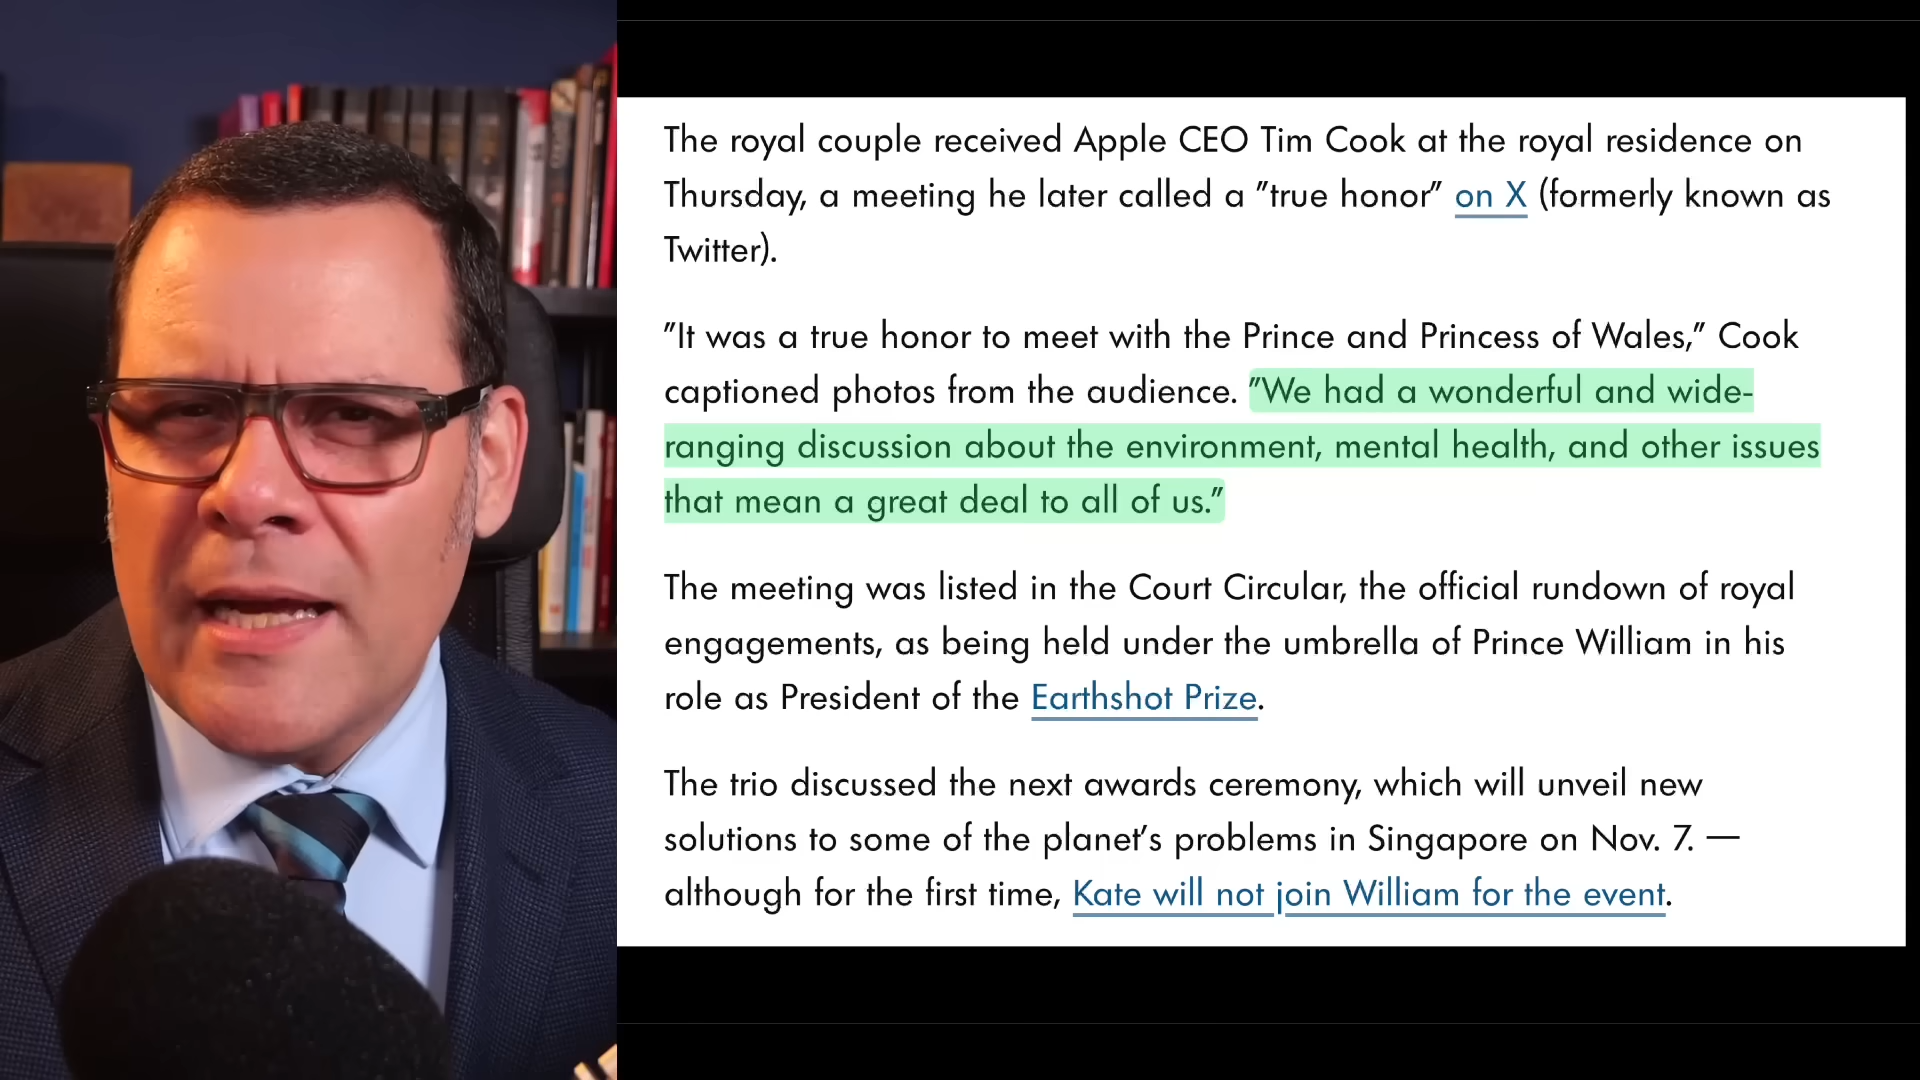 The royal couple received Apple CEO Tim Cook at the royal residence on
Thursday, a meeting he later called a "true honor" on X (formerly known as
Twitter).
"It was a true honor to meet with the Prince and Princess of Wales," Cook
captioned photos from the audience. "We had a wonderful and wide-
ranging discussion about the environment, mental health, and other issues
that mean a great deal to all of us."
The meeting was listed in the Court Circular, the official rundown of royal
engagements, as being held under the umbrella of Prince William in his
role as President of the Earthshot Prize.
The trio discussed the next awards ceremony, which will unveil new
solutions to some of the planet's problems in Singapore on Nov. 7. —
although for the first time, Kate will not join William for the event.